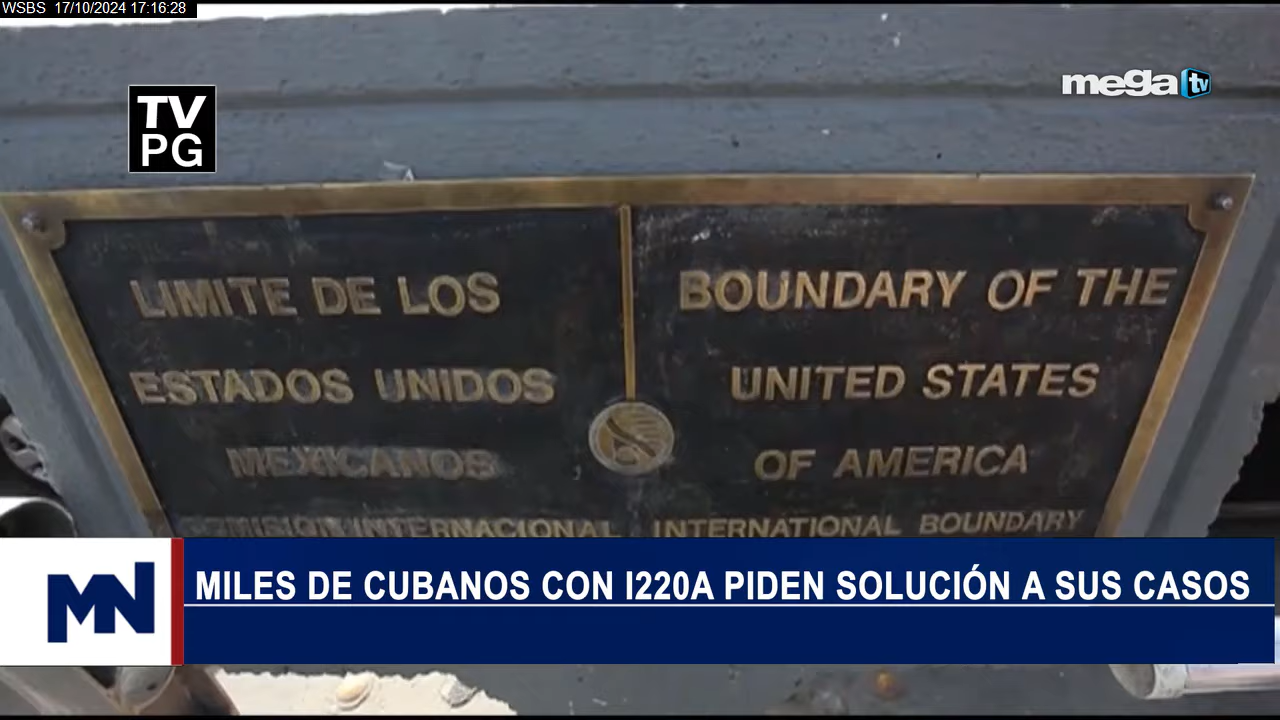 WSBS 17/10/2024 17:16:28
mega tv
TV
PG
LIMITE DE LOS
ESTADOS UNIDOS
MEXICANOS
COMISION INTERNACIONAL
BOUNDARY OF THE
UNITED STATES
OF AMERICA
INTERNATIONAL BOUNDARY
MN
MILES DE CUBANOS CON I220A PIDEN SOLUCIÓN A SUS CASOS